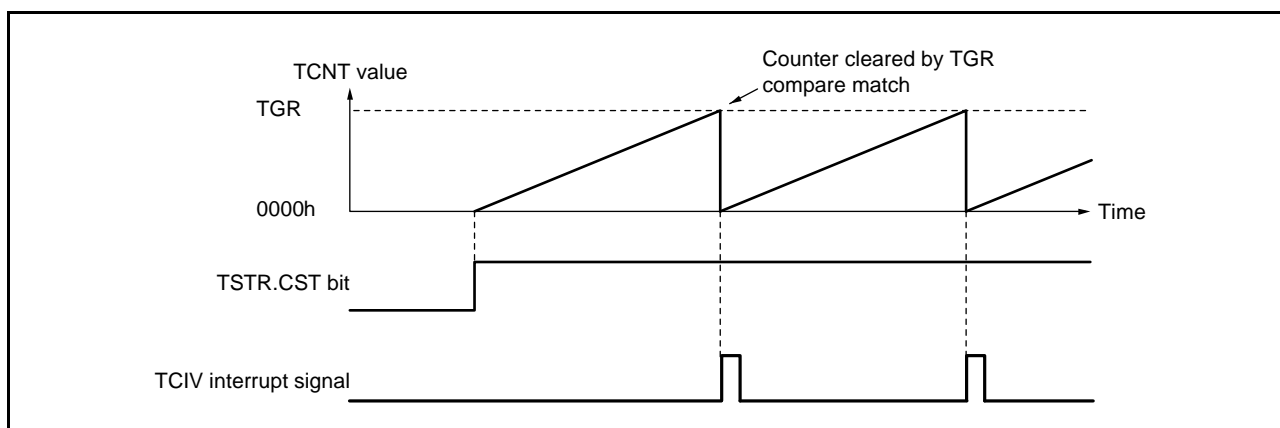 Counter cleared by TGR
compare match
TCNT value
TGR
0000h
Time
TSTR.CST bit
TCIV interrupt signal